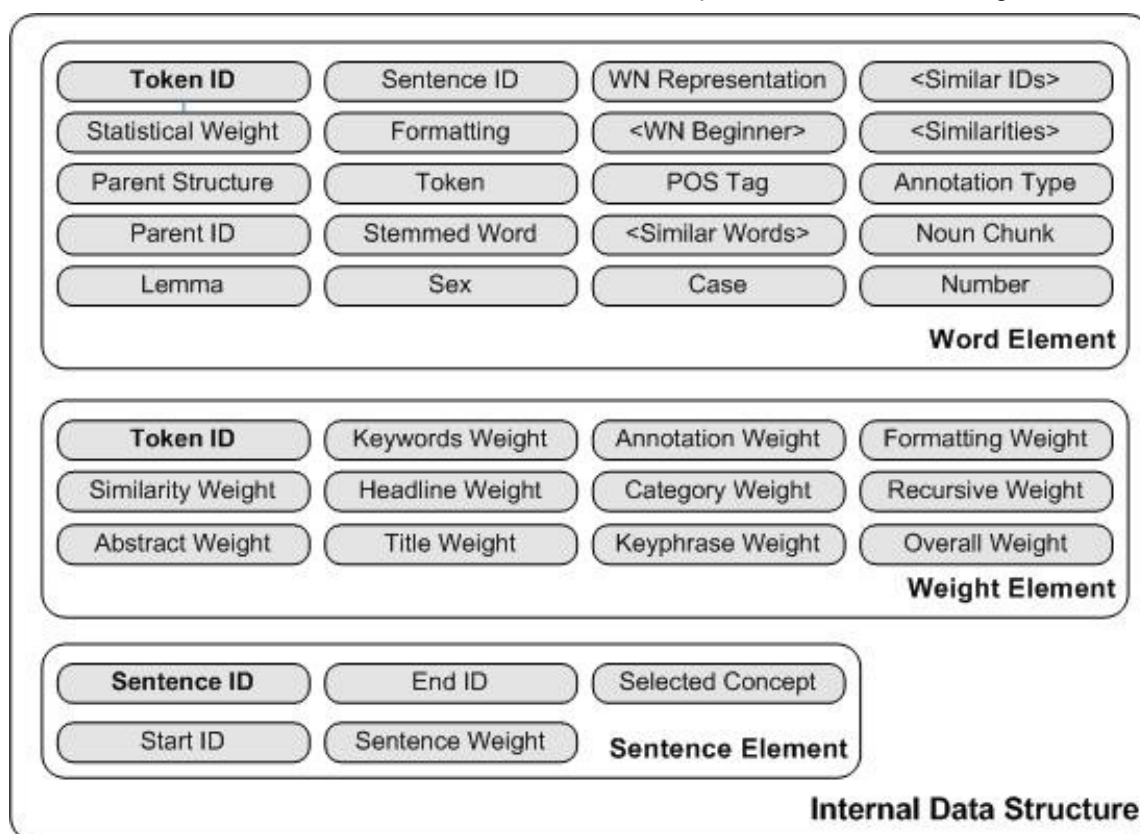 Token ID Sentence ID WN Representation <Similar IDs>
Statistical Weight Formatting <WN Beginner> <Similarities>
Parent Structure Token POS Tag Annotation Type
Parent ID Stemmed Word <Similar Words> Noun Chunk
Lemma Sex Case Number
Word Element
Token ID Keywords Weight Annotation Weight Formatting Weight
Similarity Weight Headline Weight Category Weight Recursive Weight
Abstract Weight Title Weight Keyphrase Weight Overall Weight
Weight Element
Sentence ID End ID Selected Concept
Start ID Sentence Weight Sentence Element
Internal Data Structure